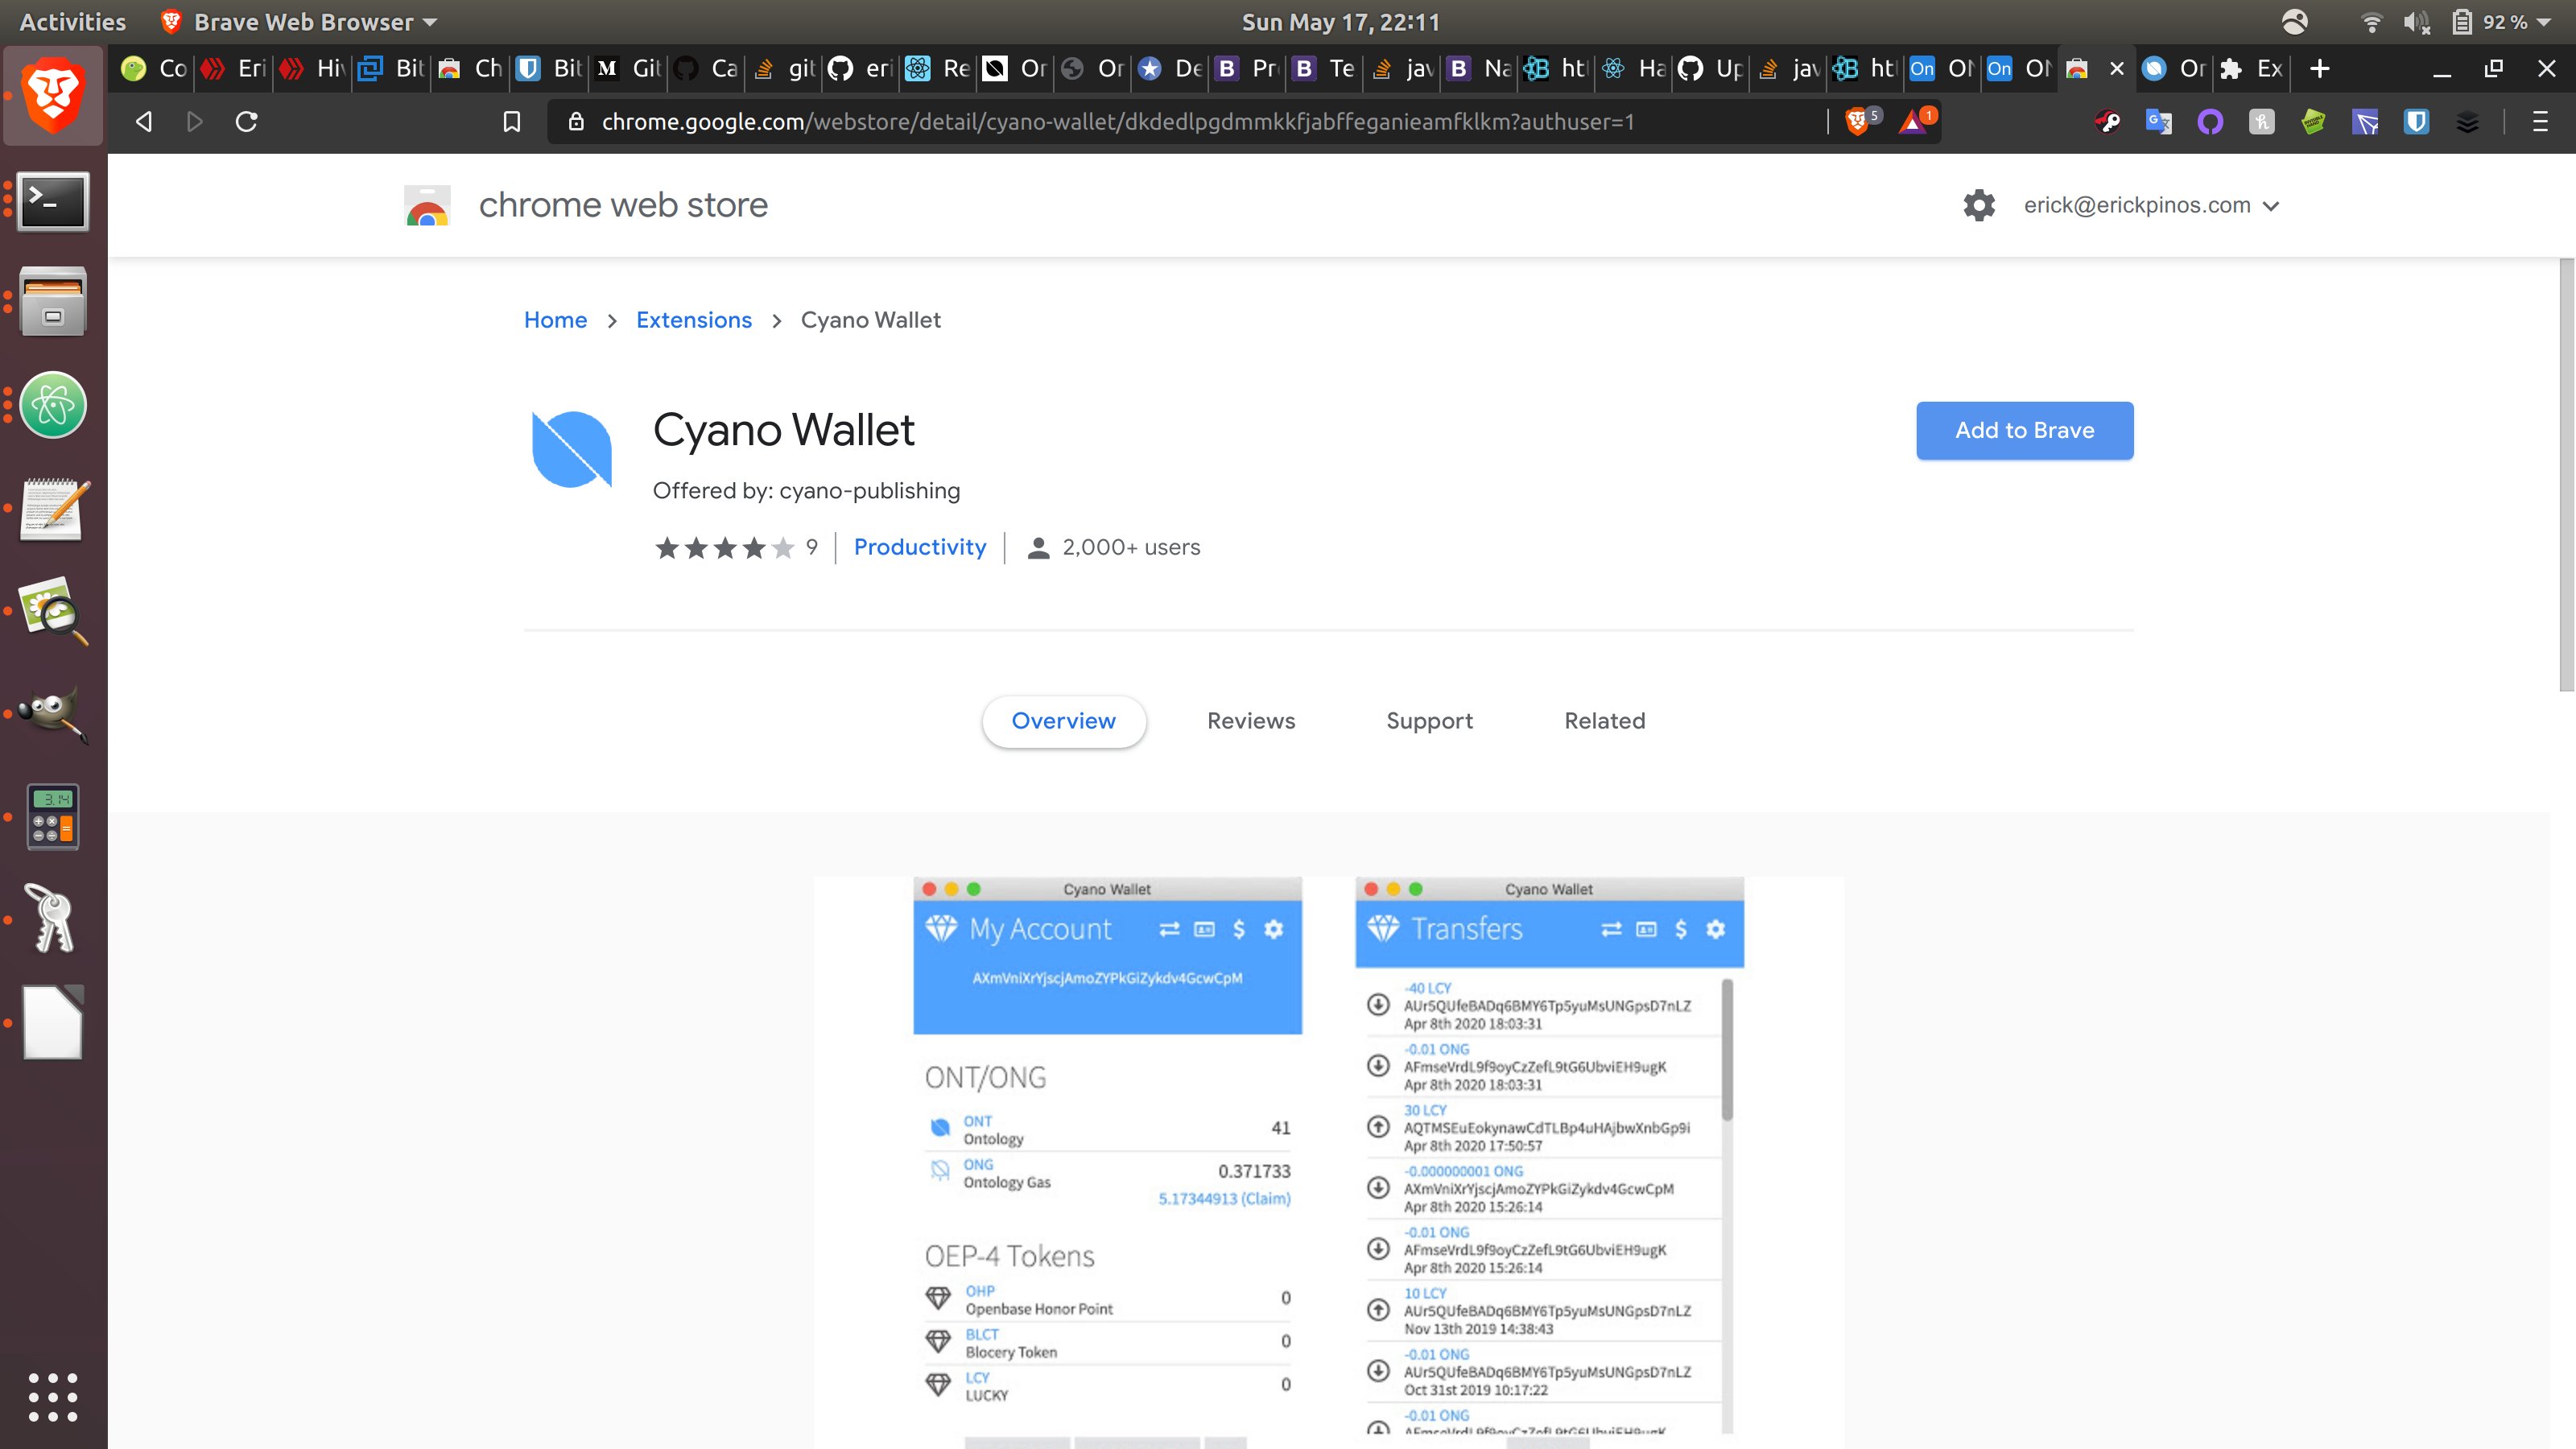 Activities Brave Web Browser Sun May 17, 22:11 92 %
Co Eri Hiv Bit Ch Bit Git Ca git eri Re Or Or De Pr Te jav Na htt Ha Up jav htt ON ON Or Ex
chrome.google.com/webstore/detail/cyano-wallet/dkdedlpgdmmkkfjabffeganieamfklkm?authuser=1 5 1
chrome web store erick@erickpinos.com
Home > Extensions > Cyano Wallet
Cyano Wallet
Add to Brave
Offered by: cyano-publishing
9 Productivity 2,000+ users
Overview Reviews Support Related
Cyano Wallet
My Account
AXmVniXrYjscjAmoZYPkGiZykdv4GcwCpM
ONT/ONG
ONT
Ontology 41
ONG
Ontology Gas 0.371733
5.17344913 (Claim)
OEP-4 Tokens
OHP
Openbase Honor Point 0
BLCT
Blocery Token 0
LCY
LUCKY 0
Cyano Wallet
Transfers
-40 LCY
AUr5QUfeBADq6BMY6Tp5yuMsUNGpsD7nLZ
Apr 8th 2020 18:03:31
-0.01 ONG
AFmseVrdL9f9oyCzZefL9tG6UbviEH9ugK
Apr 8th 2020 18:03:31
30 LCY
AQTMSEuEokynawCdTLBp4uHAjbwXnbGp9i
Apr 8th 2020 17:50:57
-0.000000001 ONG
AXmVniXrYjscjAmoZYPkGiZykdv4GcwCpM
Apr 8th 2020 15:26:14
-0.01 ONG
AFmseVrdL9f9oyCzZefL9tG6UbviEH9ugK
Apr 8th 2020 15:26:14
10 LCY
AUr5QUfeBADq6BMY6Tp5yuMsUNGpsD7nLZ
Nov 13th 2019 14:38:43
-0.01 ONG
AUr5QUfeBADq6BMY6Tp5yuMsUNGpsD7nLZ
Oct 31st 2019 10:17:22
-0.01 ONG